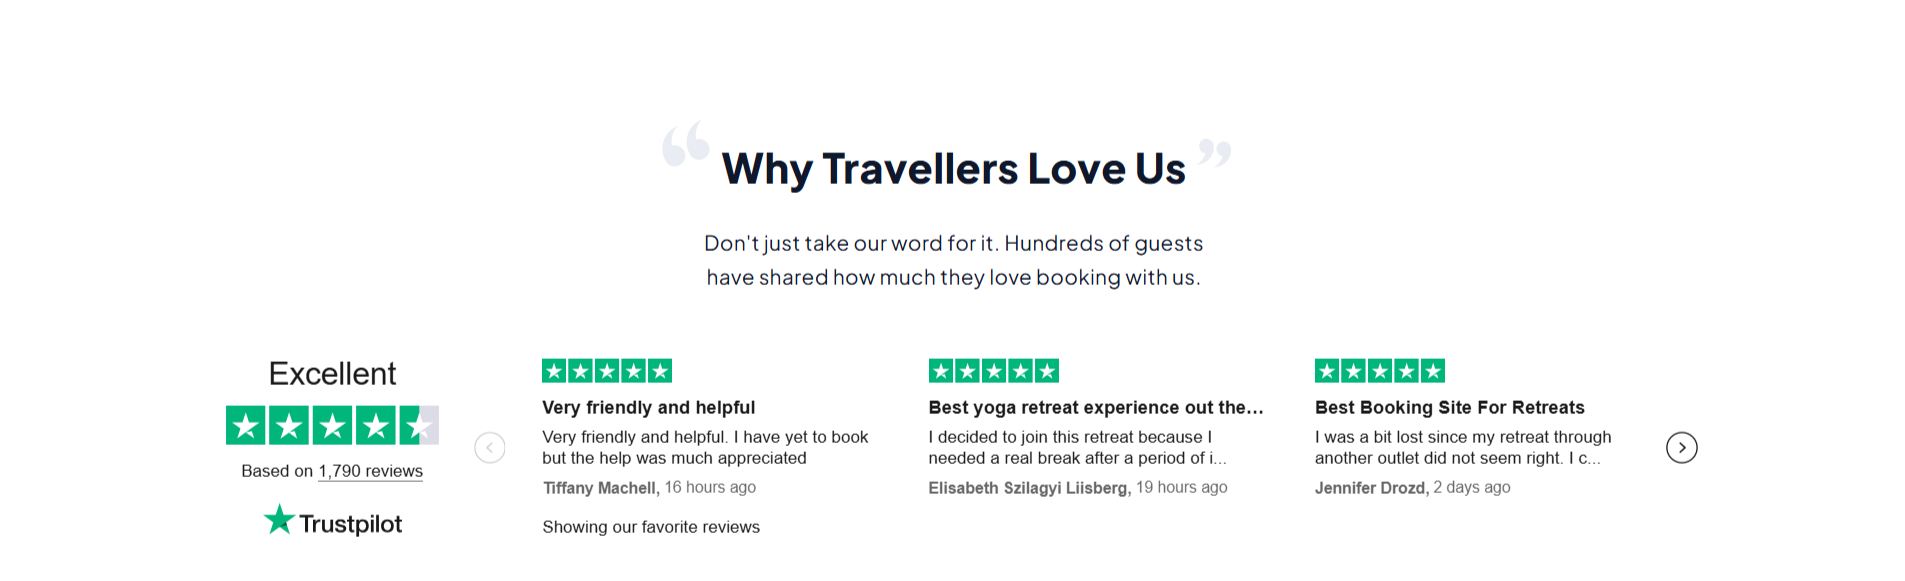 Why Travellers Love Us
Don't just take our word for it. Hundreds of guests
have shared how much they love booking with us.
Excellent
Based on 1,790 reviews
Trustpilot
Very friendly and helpful
Very friendly and helpful. I have yet to book
but the help was much appreciated
Tiffany Machell, 16 hours ago
Showing our favorite reviews
Best yoga retreat experience out the...
I decided to join this retreat because I
needed a real break after a period of i...
Elisabeth Szilagyi Liisberg, 19 hours ago
Best Booking Site For Retreats
I was a bit lost since my retreat through
another outlet did not seem right. I c...
Jennifer Drozd, 2 days ago